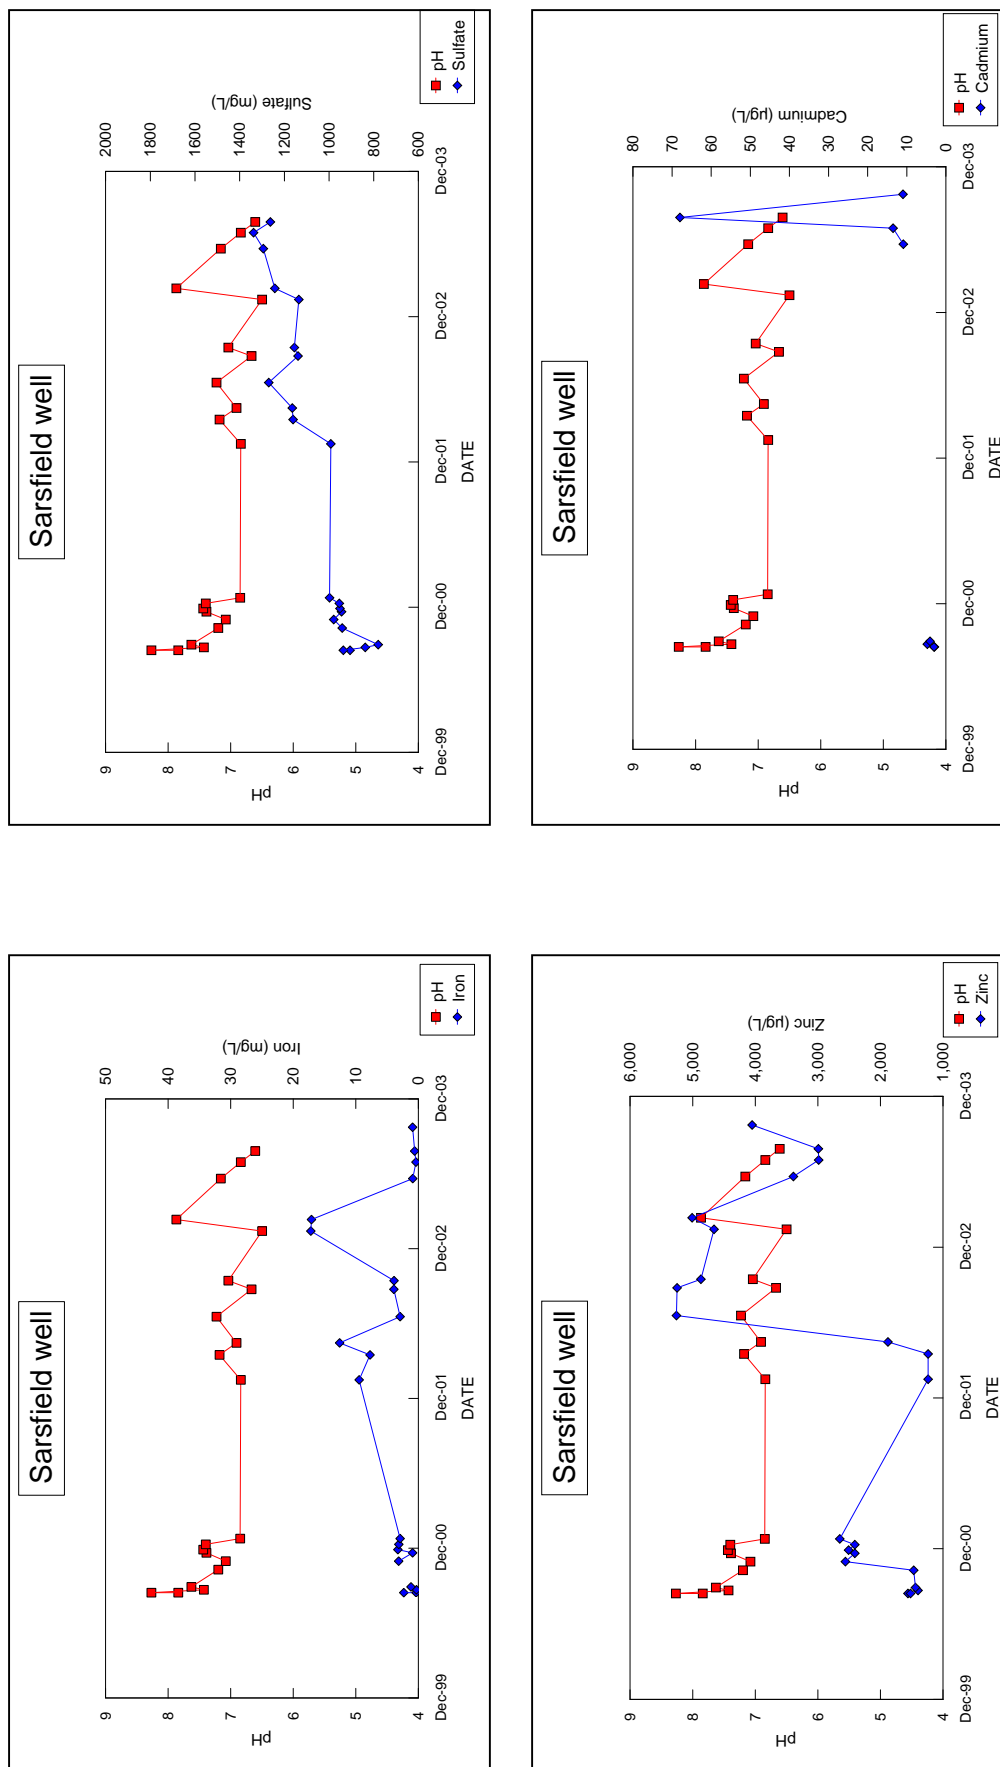 Sarsfield well
50
40
30
20
10
0
Iron (mg/L)
9
8
7
6
5
4
pH
Dec-99
Dec-00
Dec-01
Dec-02
Dec-03
DATE
pH
Iron
Sarsfield well
2000
1800
1600
1400
1200
1000
800
600
Sulfate (mg/L)
9
8
7
6
5
4
pH
Dec-99
Dec-00
Dec-01
Dec-02
Dec-03
DATE
pH
Sulfate
Sarsfield well
6,000
5,000
4,000
3,000
2,000
1,000
Zinc (µg/L)
9
8
7
6
5
4
pH
Dec-99
Dec-00
Dec-01
Dec-02
Dec-03
DATE
pH
Zinc
Sarsfield well
80
70
60
50
40
30
20
10
0
Cadmium (µg/L)
9
8
7
6
5
4
pH
Dec-99
Dec-00
Dec-01
Dec-02
Dec-03
DATE
pH
Cadmium